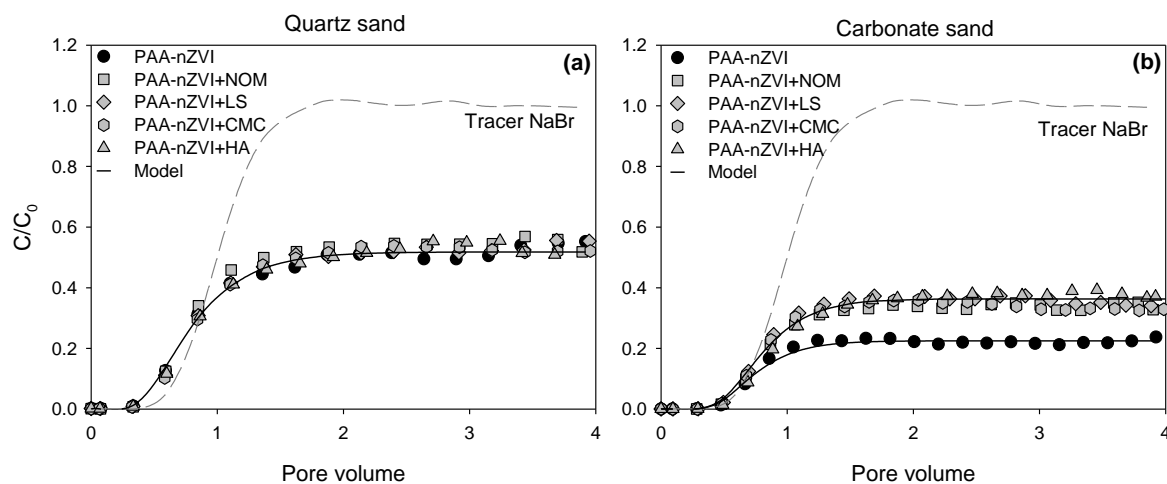 Quartz sand
1.2
1.0
0.8
0.6
0.4
0.2
0.0
C/C0
PAA-nZVI
PAA-nZVI+NOM
PAA-nZVI+LS
PAA-nZVI+CMC
PAA-nZVI+HA
Model
(a)
Tracer NaBr
0 1 2 3 4
Pore volume
Carbonate sand
1.2
1.0
0.8
0.6
0.4
0.2
0.0
PAA-nZVI
PAA-nZVI+NOM
PAA-nZVI+LS
PAA-nZVI+CMC
PAA-nZVI+HA
Model
(b)
Tracer NaBr
0 1 2 3 4
Pore volume